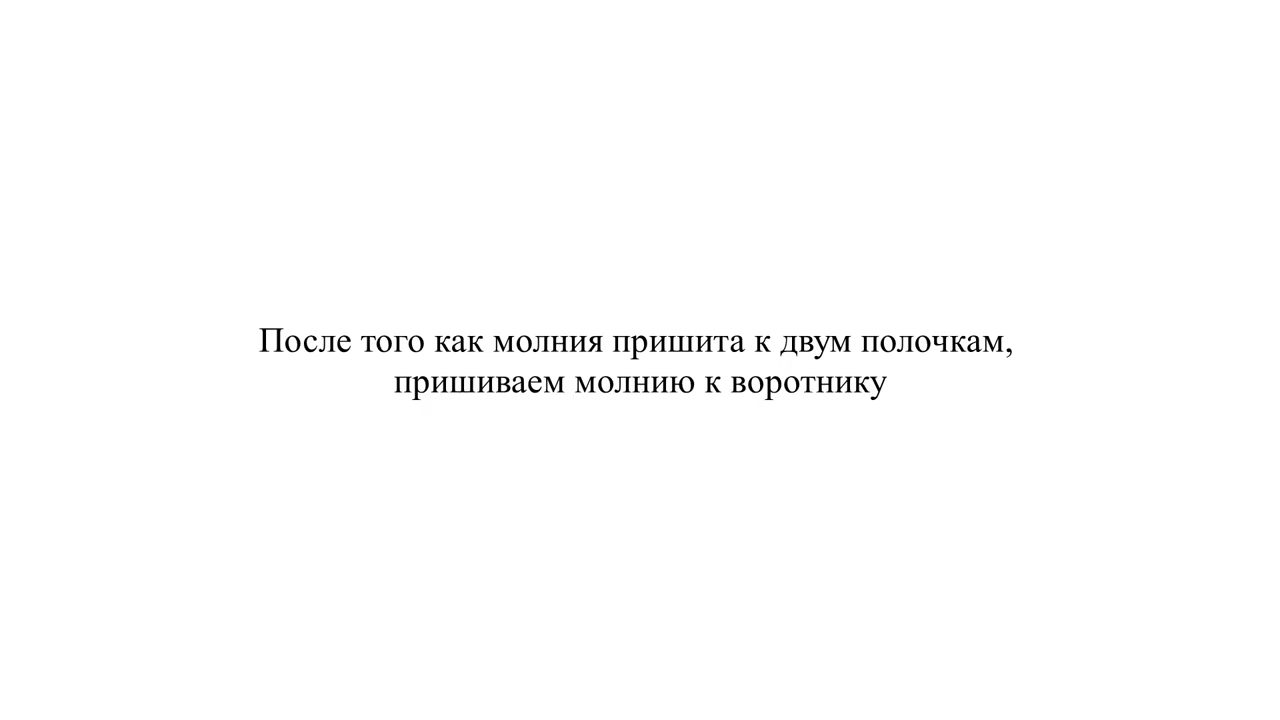 После того как молния пришита к двум полочкам,
пришиваем молнию к воротнику